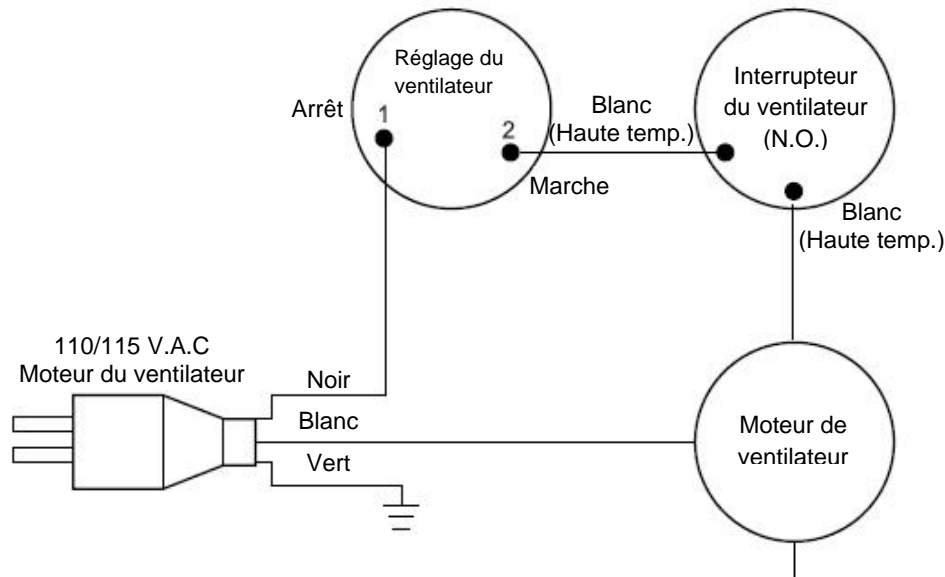 Réglage du
ventilateur
Arrêt
1
2
Marche
Blanc
(Haute temp.)
Interrupteur
du ventilateur
(N.O.)
Blanc
(Haute temp.)
110/115 V.A.C
Moteur du ventilateur
Noir
Blanc
Vert
Moteur de
ventilateur